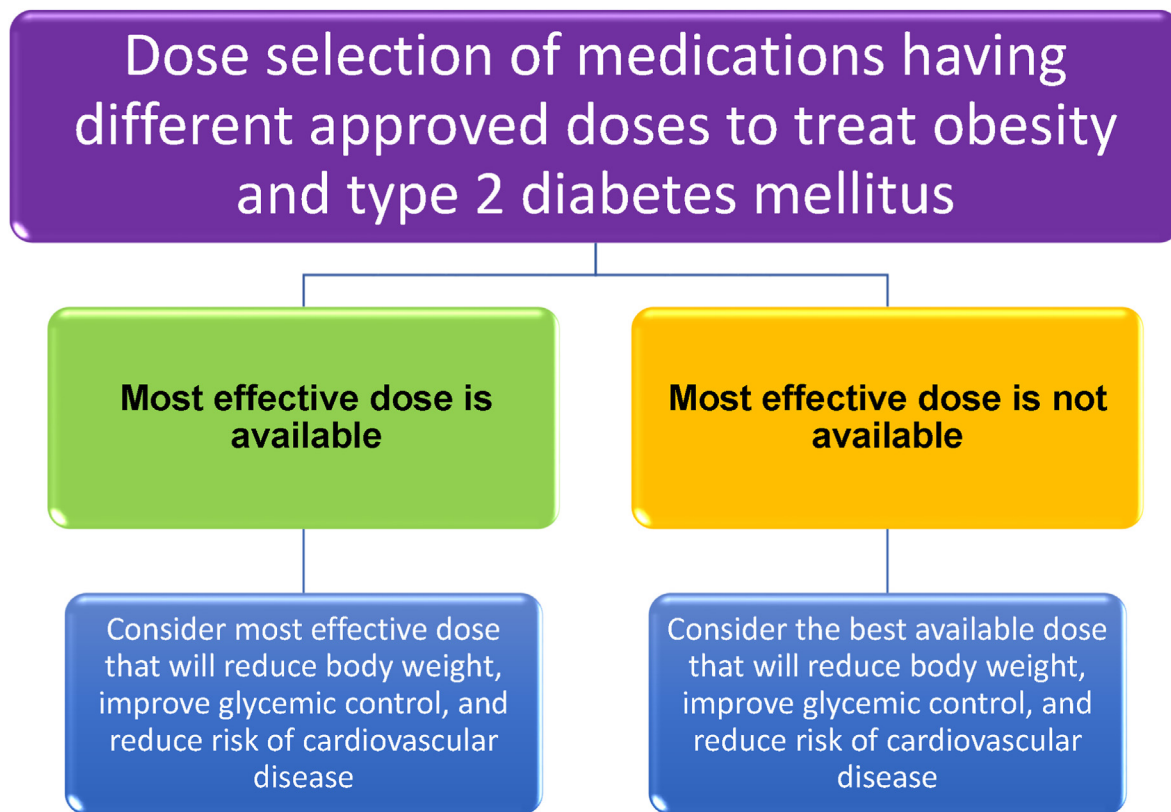 Dose selection of medications having
different approved doses to treat obesity
and type 2 diabetes mellitus
Most effective dose is
available
Most effective dose is not
available
Consider most effective dose
that will reduce body weight,
improve glycemic control, and
reduce risk of cardiovascular
disease
Consider the best available dose
that will reduce body weight,
improve glycemic control, and
reduce risk of cardiovascular
disease